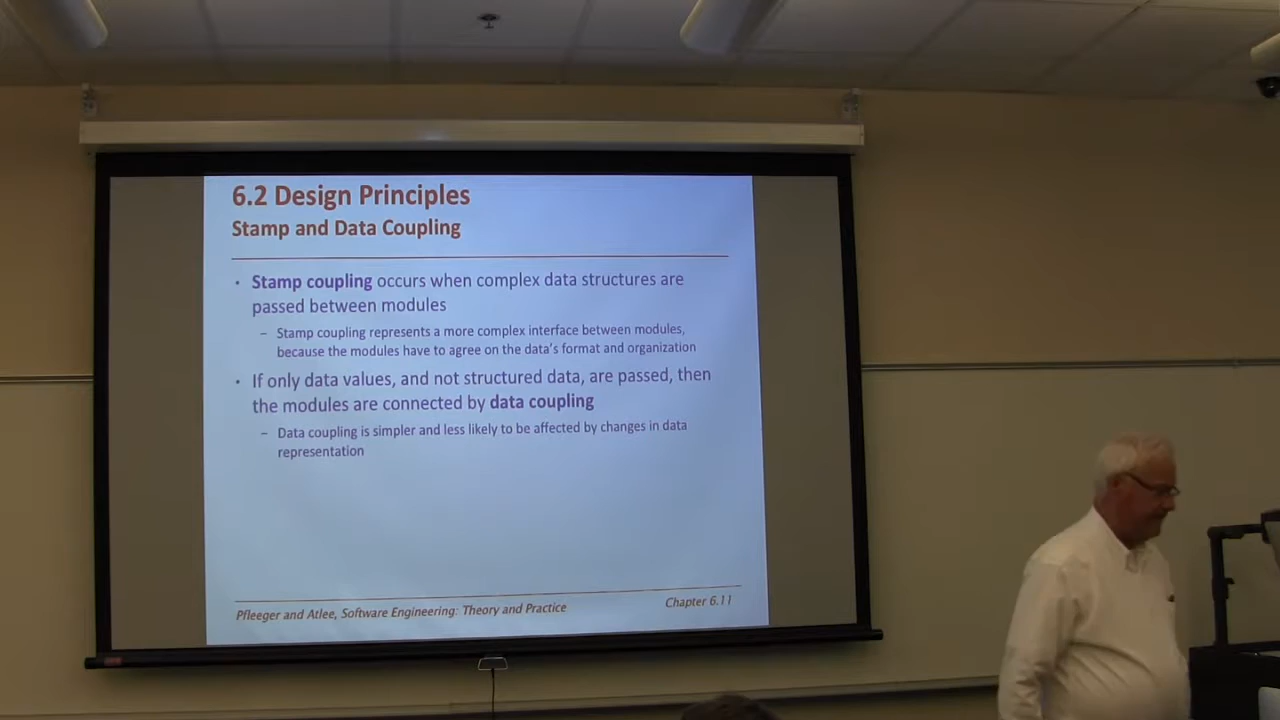 6.2 Design Principles
Stamp and Data Coupling
• Stamp coupling occurs when complex data structures are
passed between modules
– Stamp coupling represents a more complex interface between modules,
because the modules have to agree on the data's format and organization
• If only data values, and not structured data, are passed, then
the modules are connected by data coupling
– Data coupling is simpler and less likely to be affected by changes in data
representation
Pfleeger and Atlee, Software Engineering: Theory and Practice
Chapter 6.11